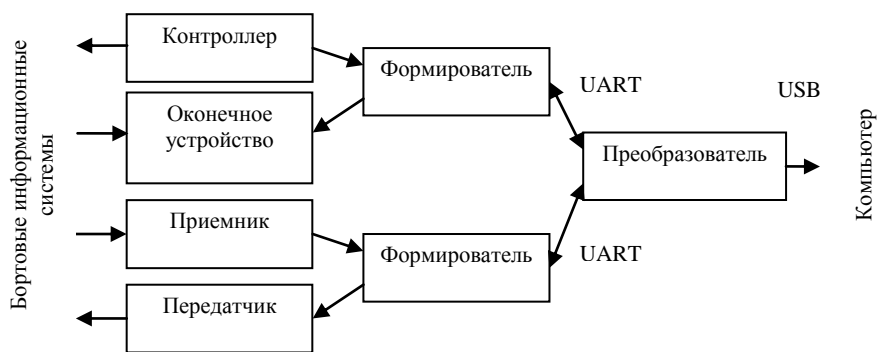 Бортовые информационные
системы
Контроллер
Оконечное
устройство
Приемник
Передатчик
Формирователь
Формирователь
UART
UART
Преобразователь
USB
Компьютер